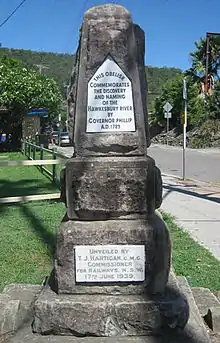 THIS OBELISK
COMMEMORATES
THE DISCOVERY
AND NAMING
OF THE
HAWKESBURY RIVER
BY
GOVERNOR PHILLIP
A.D. 1789
UNVEILED BY
T. J. HARTIGAN, C.M.G.
COMMISSIONER
FOR RAILWAYS, N.S.W.
17TH JUNE 1939.